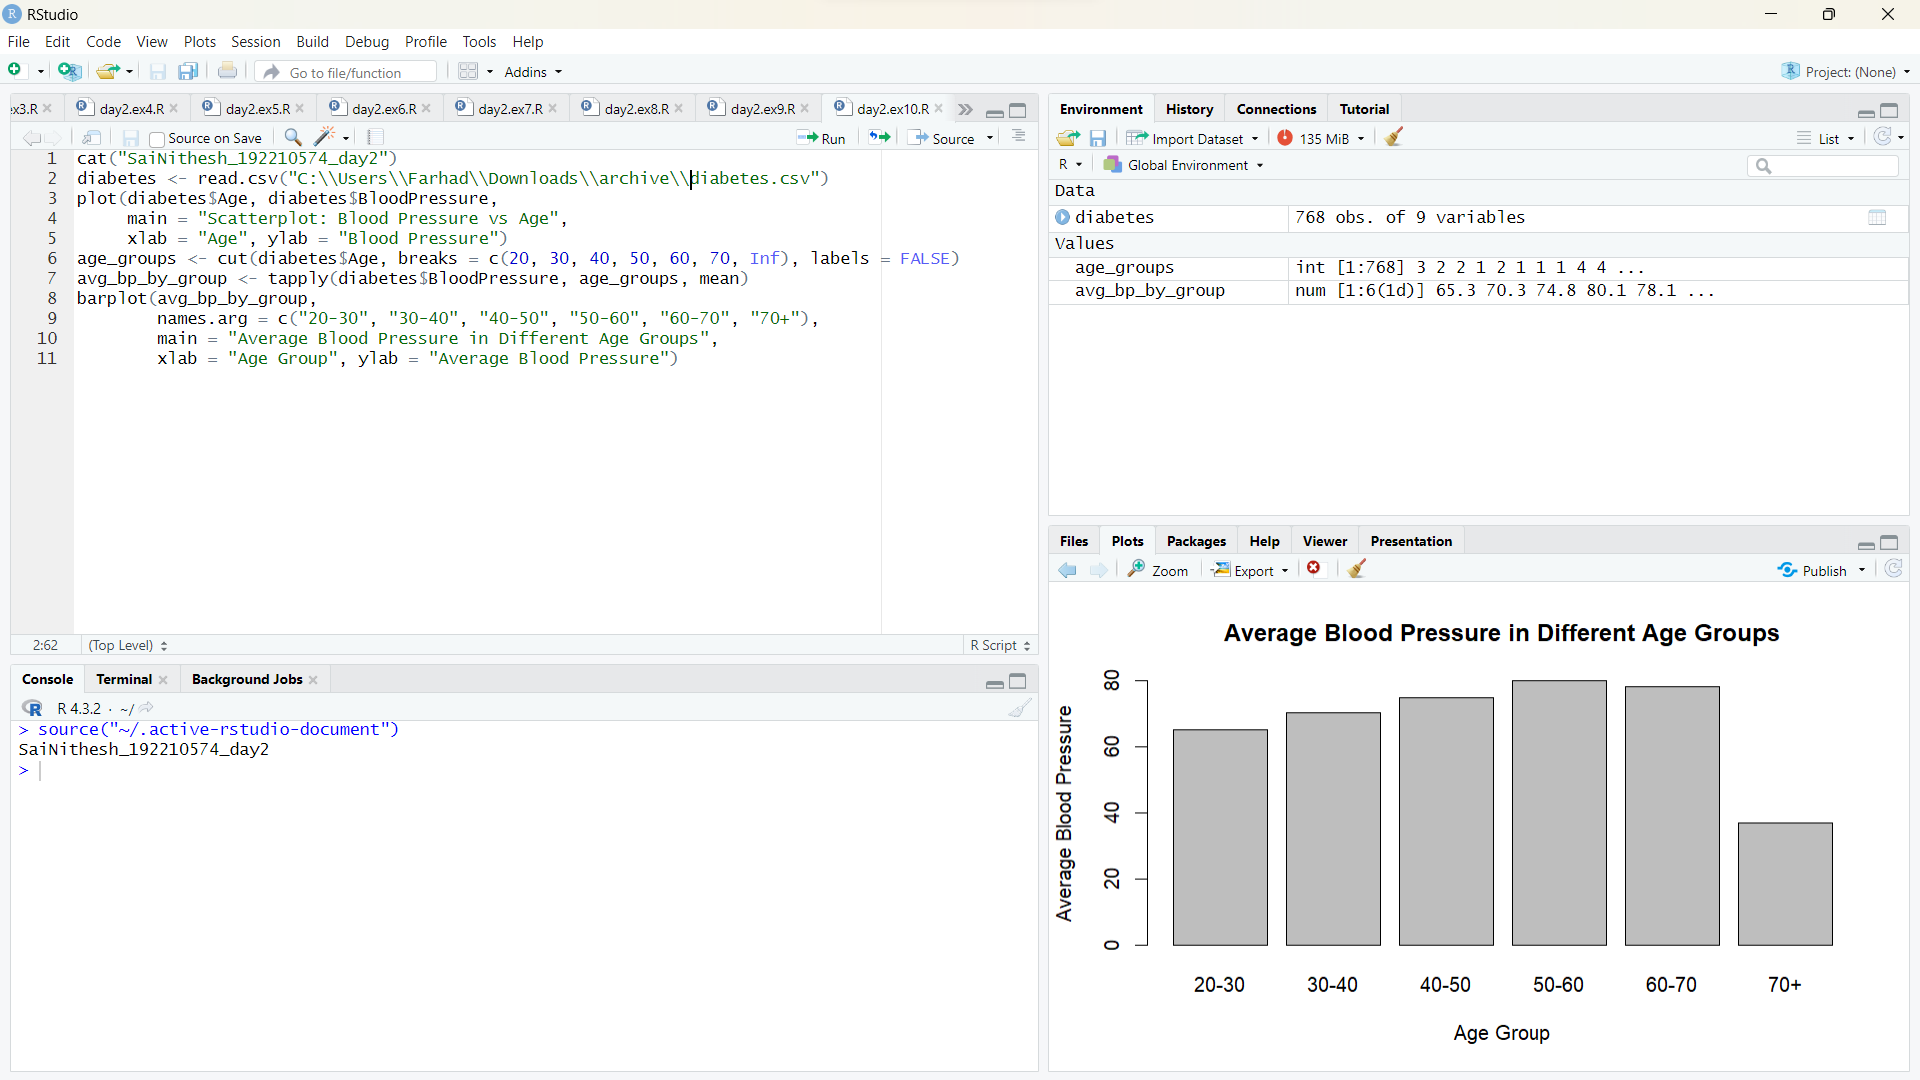 RStudio
File Edit Code View Plots Session Build Debug Profile Tools Help
Go to file/function Addins Project: (None)
ex3.R day2.ex4.R day2.ex5.R day2.ex6.R day2.ex7.R day2.ex8.R day2.ex9.R day2.ex10.R
Source on Save Run Source
1 cat("SaiNithesh_192210574_day2")
2 diabetes <- read.csv("C:\\Users\\Farhad\\Downloads\\archive\\diabetes.csv")
3 plot(diabetes$Age, diabetes$BloodPressure,
4 main = "Scatterplot: Blood Pressure vs Age",
5 xlab = "Age", ylab = "Blood Pressure")
6 age_groups <- cut(diabetes$Age, breaks = c(20, 30, 40, 50, 60, 70, Inf), labels = FALSE)
7 avg_bp_by_group <- tapply(diabetes$BloodPressure, age_groups, mean)
8 barplot(avg_bp_by_group,
9 names.arg = c("20-30", "30-40", "40-50", "50-60", "60-70", "70+"),
10 main = "Average Blood Pressure in Different Age Groups",
11 xlab = "Age Group", ylab = "Average Blood Pressure")
2:62 (Top Level) R Script
Console Terminal Background Jobs
R 4.3.2 · ~/
> source("~/.active-rstudio-document")
SaiNithesh_192210574_day2
>
Environment History Connections Tutorial
Import Dataset 135 MiB List
R Global Environment
Data
diabetes 768 obs. of 9 variables
Values
age_groups int [1:768] 3 2 2 1 2 1 1 1 4 4 ...
avg_bp_by_group num [1:6(1d)] 65.3 70.3 74.8 80.1 78.1 ...
Files Plots Packages Help Viewer Presentation
Zoom Export Publish
Average Blood Pressure in Different Age Groups
Average Blood Pressure
80
60
40
20
0
20-30 30-40 40-50 50-60 60-70 70+
Age Group